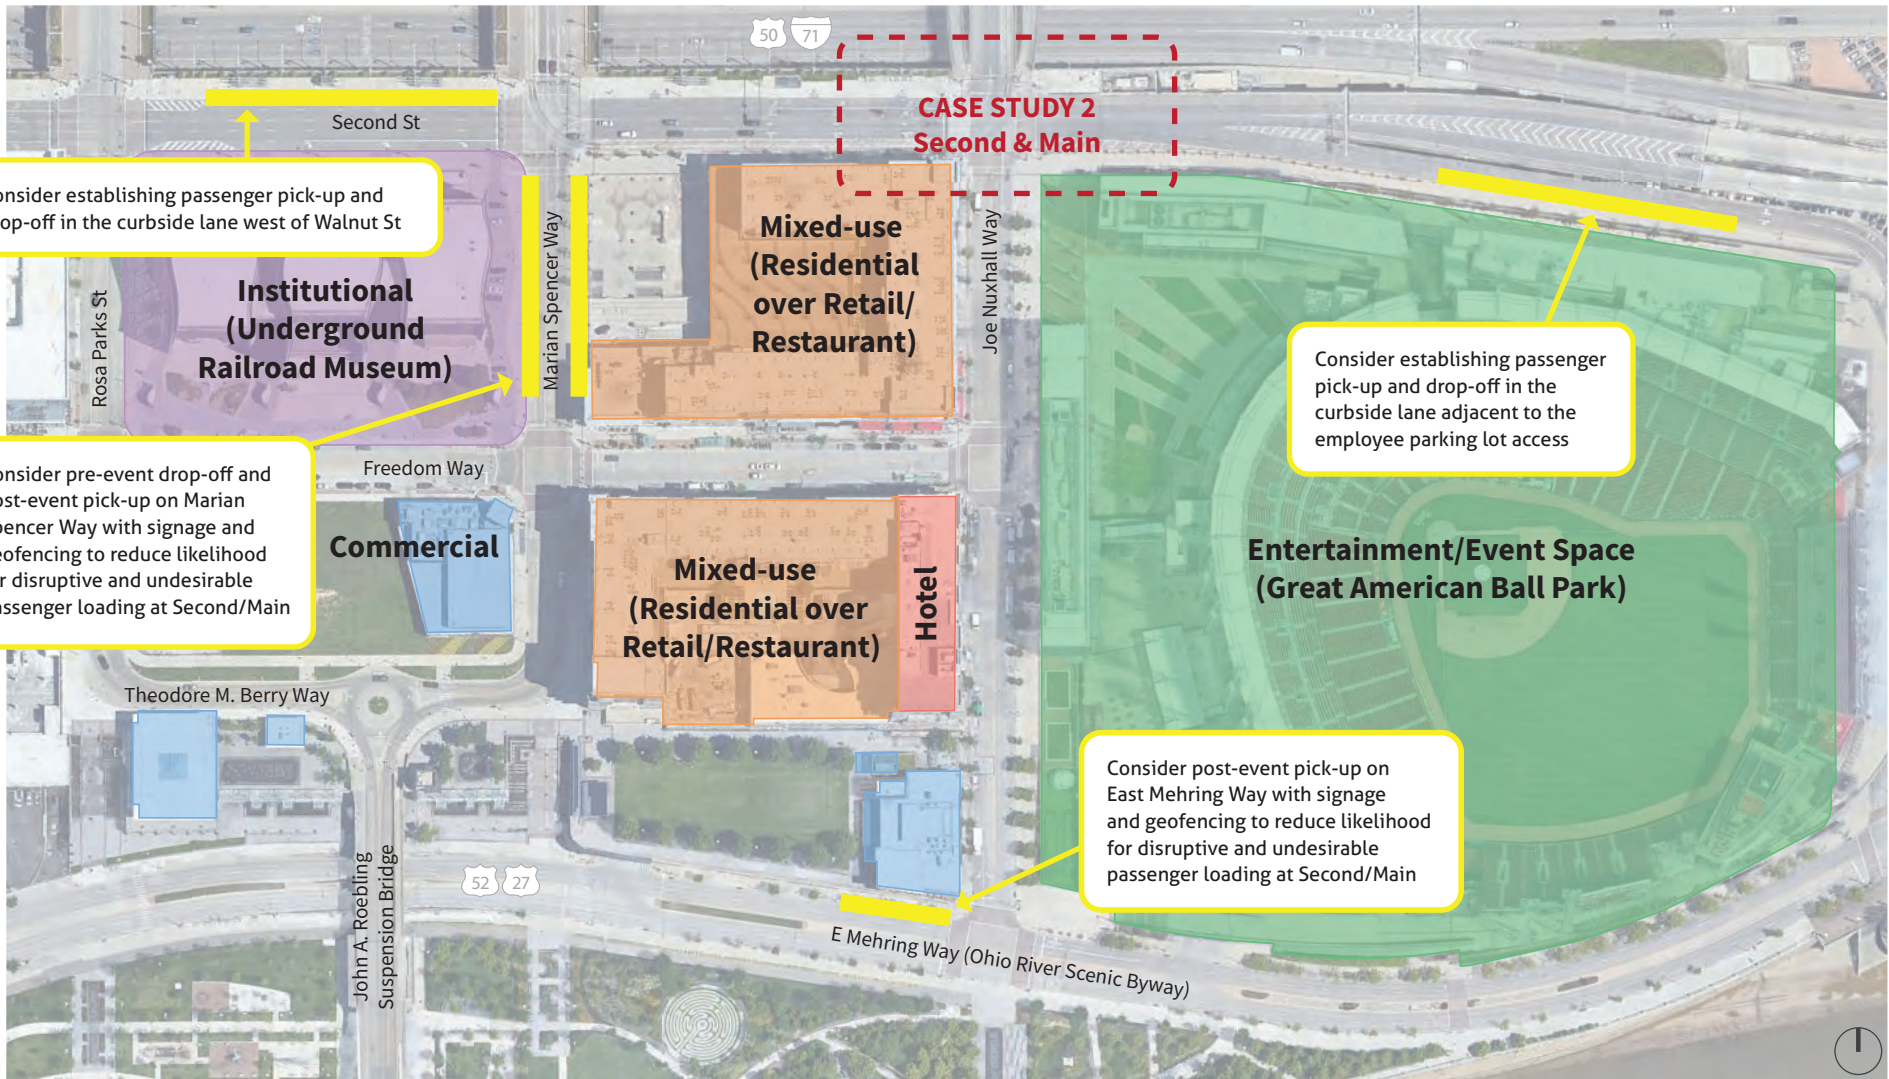 50 71
CASE STUDY 2
Second & Main
Second St
onsider establishing passenger pick-up and
op-off in the curbside lane west of Walnut St
Institutional
(Underground
Railroad Museum)
Rosa Parks St
Marian Spencer Way
Mixed-use
(Residential
over Retail/
Restaurant)
Joe Nuxhall Way
Consider establishing passenger
pick-up and drop-off in the
curbside lane adjacent to the
employee parking lot access
onsider pre-event drop-off and
ost-event pick-up on Marian
pencer Way with signage and
eofencing to reduce likelihood
r disruptive and undesirable
assenger loading at Second/Main
Freedom Way
Commercial
Mixed-use
(Residential over
Retail/Restaurant)
Hotel
Entertainment/Event Space
(Great American Ball Park)
Theodore M. Berry Way
Consider post-event pick-up on
East Mehring Way with signage
and geofencing to reduce likelihood
for disruptive and undesirable
passenger loading at Second/Main
52 27
John A. Roebling
Suspension Bridge
E Mehring Way (Ohio River Scenic Byway)